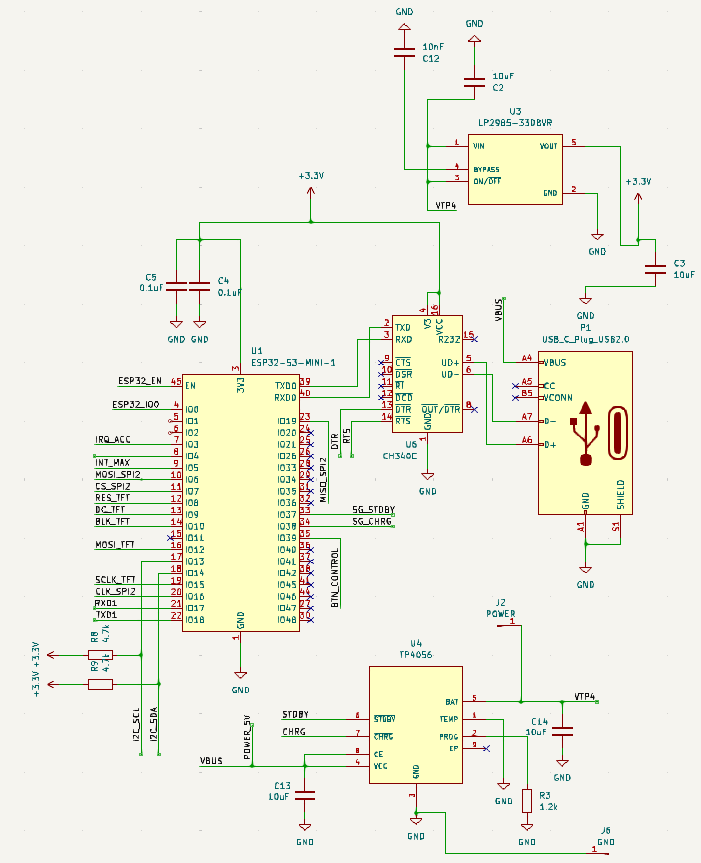 GND
GND
10nF
C12
10uF
C2
U3
LP2985-33DBVR
1 VIN VOUT 5
4 BYPASS
3 ON/OFF
GND 2
VTP4
GND
+3.3V
+3.3V
C3
10uF
GND
C5
0.1uF
C4
0.1uF
GND GND
VBUS
P1
USB_C_Plug_USB2.0
A4 VBUS
A5 CC
B5 VCONN
A7 D-
A6 D+
GND
SHIELD
A1
S1
GND
4 16
V3
VCC
2 TXD
3 RXD
R232 15
9 CTS
10 DSR
11 RI
12 DCD
13 DTR
14 RTS
UD+ 5
UD- 6
OUT/DTR 8
1 GND
U6
CH340C
GND
DTR
RTS
U1
ESP32-S3-MINI-1
3
3V3
ESP32_EN 45 EN
ESP32_IO0 4 IO0
5 IO1
6 IO2
IRQ_ACC 7 IO3
8 IO4
INT_MAX 9 IO5
MOSI_SPI2 10 IO6
CS_SPI2 11 IO7
RES_TFT 12 IO8
DC_TFT 13 IO9
BLK_TFT 14 IO10
15 IO11
MOSI_TFT 16 IO12
17 IO13
18 IO14
SCLK_TFT 19 IO15
CLK_SPI2 20 IO16
RXD1 21 IO17
TXD1 22 IO18
TXD0 39
RXD0 40
IO19 23
IO20 24
IO21 25
IO26
IO33 28
IO34
IO35 31
IO36 32
IO37 33 SG_STDBY
IO38 34 SG_CHRG
IO39 35
IO40
IO41 37
IO42 38
IO45 41
IO46 44
IO47 27
IO48 30
MISO_SPI2
BTN_CONTROL
GND
1
GND
R8
4.7k
R9
+3.3V
+3.3V
I2C_SCL
I2C_SDA
J2
POWER
1
U4
TP4056
STDBY 6 STDBY
CHRG 7 CHRG
8 CE
VBUS 4 VCC
BAT 5
TEMP 1
PROG 2
EP 9
GND
3
GND
POWER_5V
C13
10uF
GND
VTP4
C14
10uF
GND
GND
R3
1.2k
GND
J6
GND
1